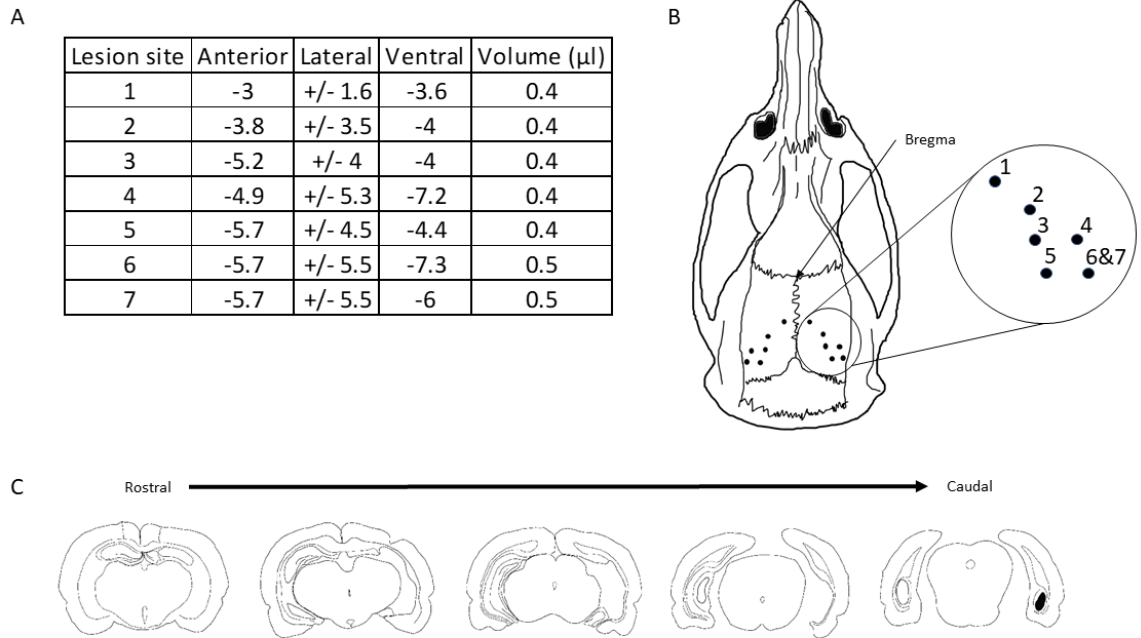 A
Lesion site Anterior Lateral Ventral Volume (µl)
1 -3 +/- 1.6 -3.6 0.4
2 -3.8 +/- 3.5 -4 0.4
3 -5.2 +/- 4 -4 0.4
4 -4.9 +/- 5.3 -7.2 0.4
5 -5.7 +/- 4.5 -4.4 0.4
6 -5.7 +/- 5.5 -7.3 0.5
7 -5.7 +/- 5.5 -6 0.5
B
Bregma
1
2
3 4
5 6&7
C
Rostral Caudal